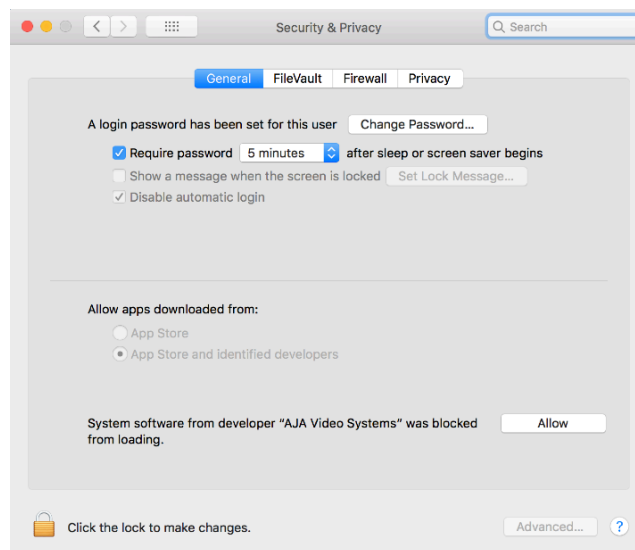 Security & Privacy
Search
General FileVault Firewall Privacy
A login password has been set for this user Change Password...
Require password 5 minutes after sleep or screen saver begins
Show a message when the screen is locked Set Lock Message...
Disable automatic login
Allow apps downloaded from:
App Store
App Store and identified developers
System software from developer “AJA Video Systems” was blocked Allow
from loading.
Click the lock to make changes. Advanced... ?